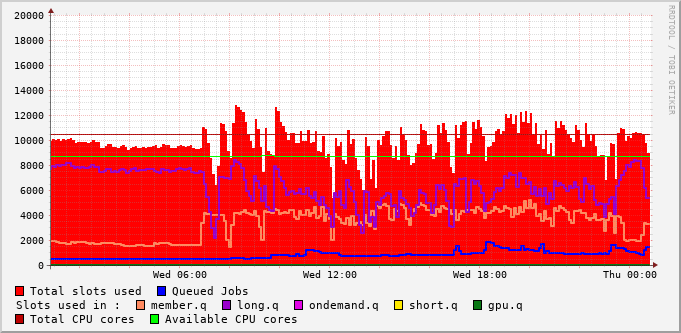 RRDTOOL / TOBI OETIKER
20000
18000
16000
14000
12000
10000
8000
6000
4000
2000
0
Wed 06:00 Wed 12:00 Wed 18:00 Thu 00:00
Total slots used Queued Jobs
Slots used in : member.q long.q ondemand.q short.q gpu.q
Total CPU cores Available CPU cores